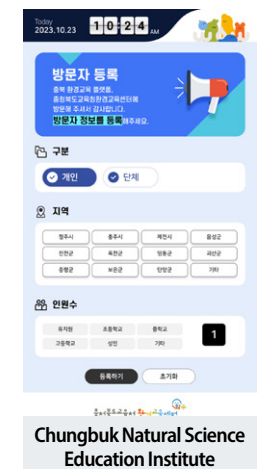 Today
2023.10.23
10-24 AM
방문자 등록
충북 환경교육 플랫폼,
충청북도교육청환경교육센터에
방문해 주셔서 감사합니다.
방문자 정보를 등록해주세요.
구분
개인
단체
지역
청주시 충주시 제천시 음성군
진천군 옥천군 영동군 괴산군
증평군 보은군 단양군 기타
인원수
유치원 초등학교 중학교
고등학교 성인 기타
1
등록하기 초기화
Chungbuk Natural Science
Education Institute